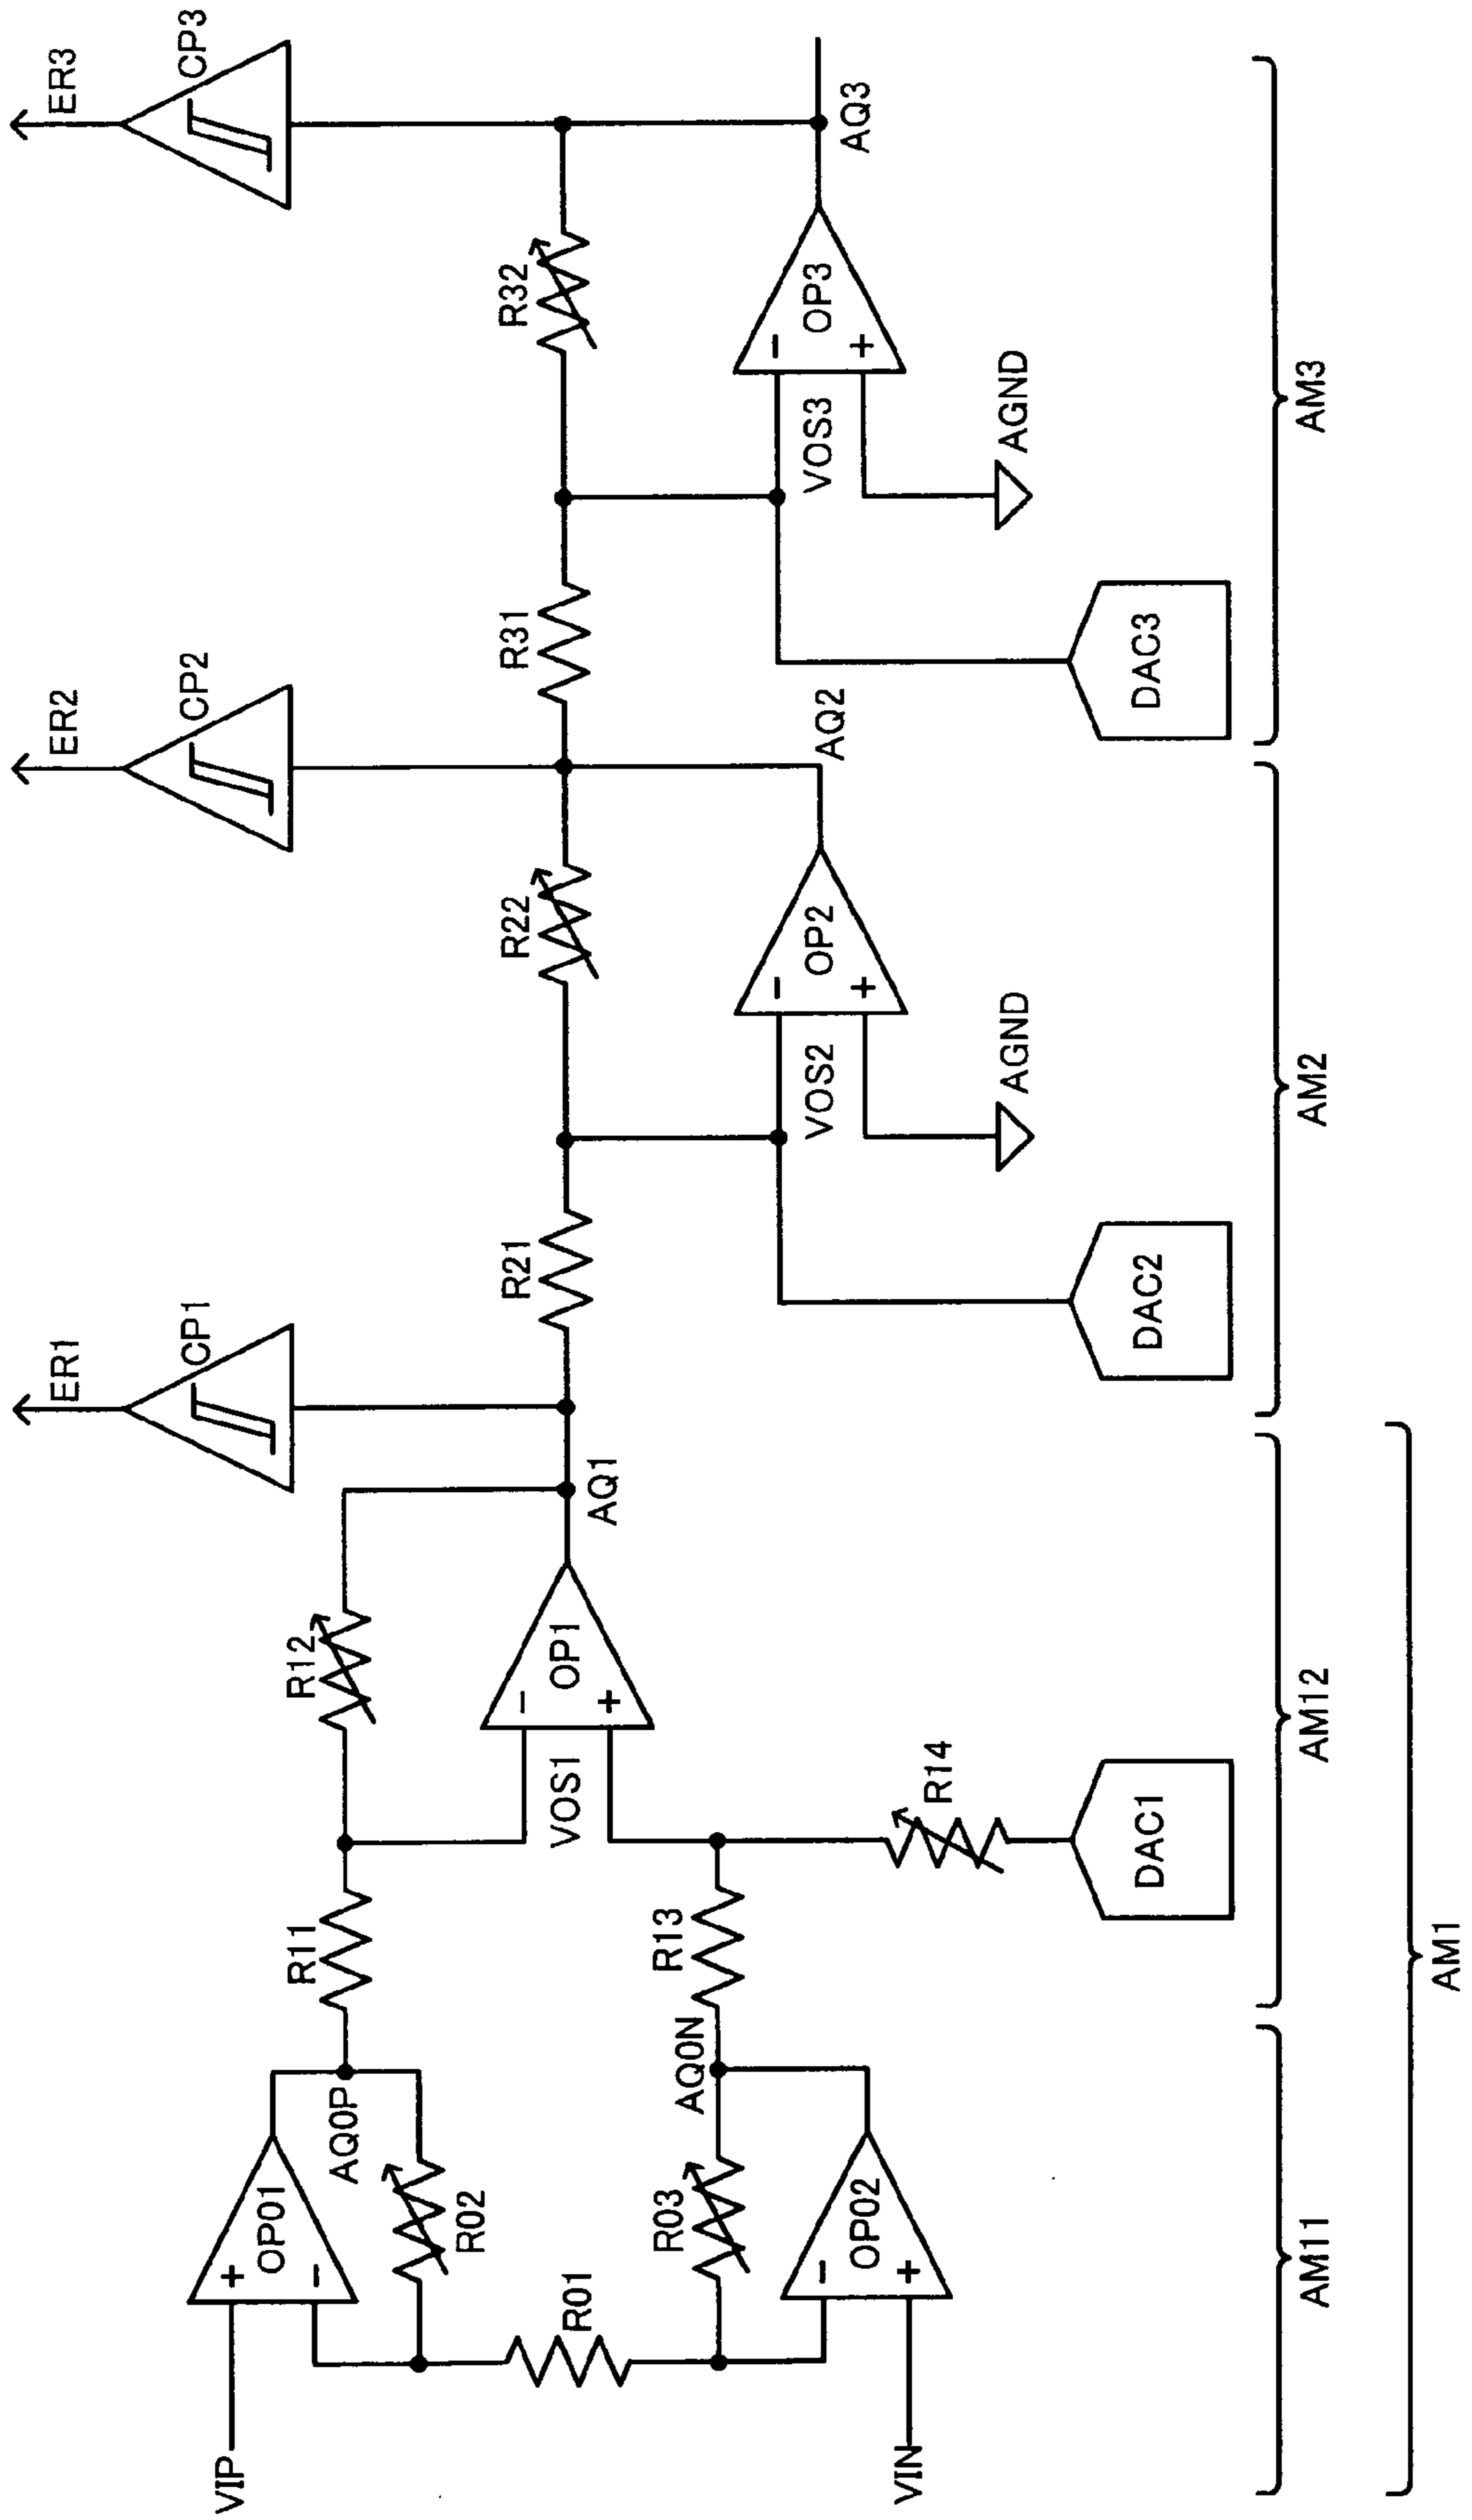 ER1
ER2
ER3
CP1
CP2
CP3
R12
R11
R21
R22
R31
R32
VIP
OP01
AQ0P
R02
R01
R03
AQ0N
R13
OP02
VIN
VOS1
OP1
AQ1
R14
DAC1
VOS2
OP2
AQ2
AGND
DAC2
VOS3
OP3
AQ3
AGND
DAC3
+
-
-
+
-
+
-
+
-
+
AM11
AM12
AM2
AM3
AM1